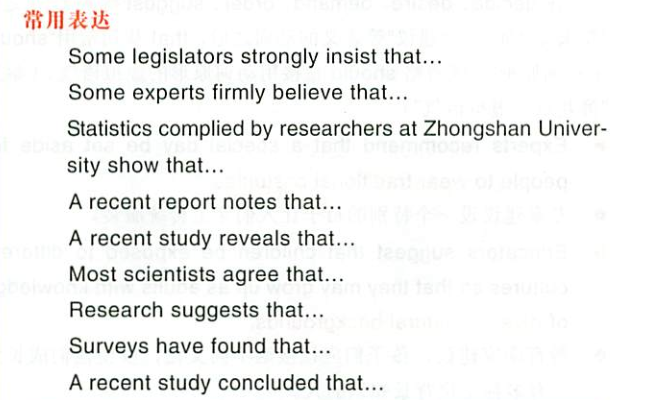 常用表达
Some legislators strongly insist that...
Some experts firmly believe that...
Statistics complied by researchers at Zhongshan Univer-
sity show that...
A recent report notes that...
A recent study reveals that...
Most scientists agree that...
Research suggests that...
Surveys have found that...
A recent study concluded that...